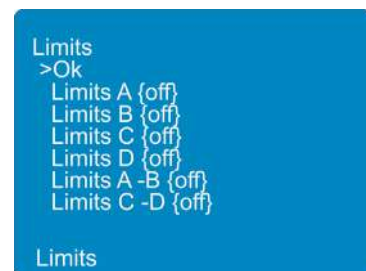 Limits
>Ok
Limits A {off}
Limits B {off}
Limits C {off}
Limits D {off}
Limits A -B {off}
Limits C -D {off}
Limits